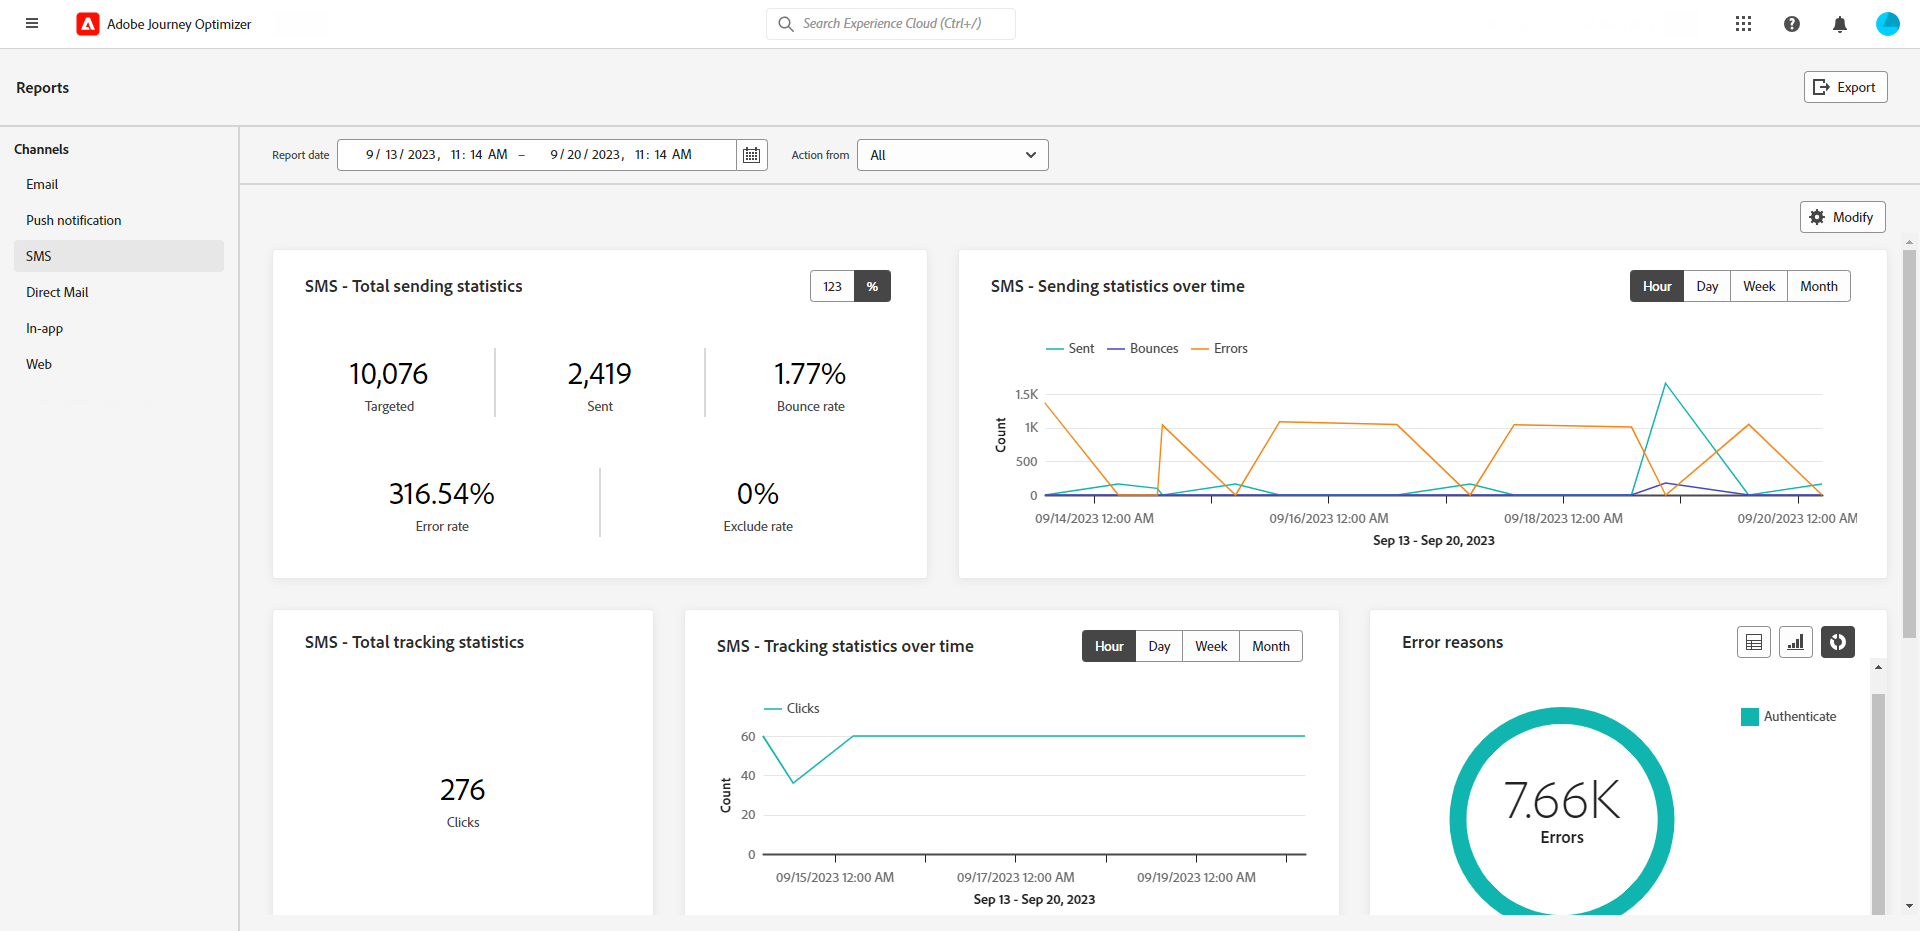 Adobe Journey Optimizer
Search Experience Cloud (Ctrl+/)
Reports
Export
Channels
Email
Push notification
SMS
Direct Mail
In-app
Web
Report date
9/ 13/ 2023, 11: 14 AM – 9/ 20/ 2023, 11: 14 AM
Action from
All
Modify
SMS - Total sending statistics
123
%
10,076
Targeted
2,419
Sent
1.77%
Bounce rate
316.54%
Error rate
0%
Exclude rate
SMS - Sending statistics over time
Hour Day Week Month
Sent Bounces Errors
1.5K
1K
500
0
Count
09/14/2023 12:00 AM 09/16/2023 12:00 AM 09/18/2023 12:00 AM 09/20/2023 12:00 AM
Sep 13 - Sep 20, 2023
SMS - Total tracking statistics
276
Clicks
SMS - Tracking statistics over time
Hour Day Week Month
Clicks
60
40
20
0
Count
09/15/2023 12:00 AM 09/17/2023 12:00 AM 09/19/2023 12:00 AM
Sep 13 - Sep 20, 2023
Error reasons
Authenticate
7.66K
Errors